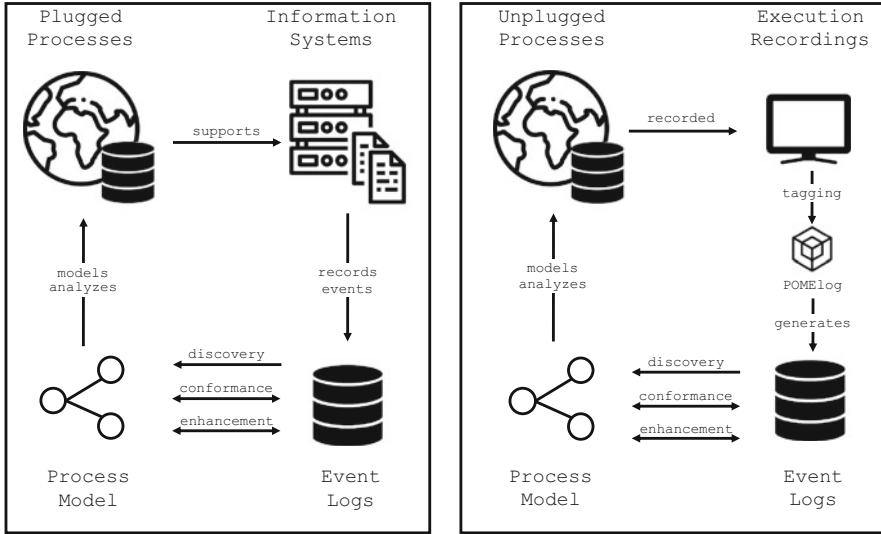 Plugged
Processes
Information
Systems
supports
models
analyzes
records
events
discovery
conformance
enhancement
Process
Model
Event
Logs
Unplugged
Processes
Execution
Recordings
recorded
tagging
POMElog
models
analyzes
generates
discovery
conformance
enhancement
Process
Model
Event
Logs